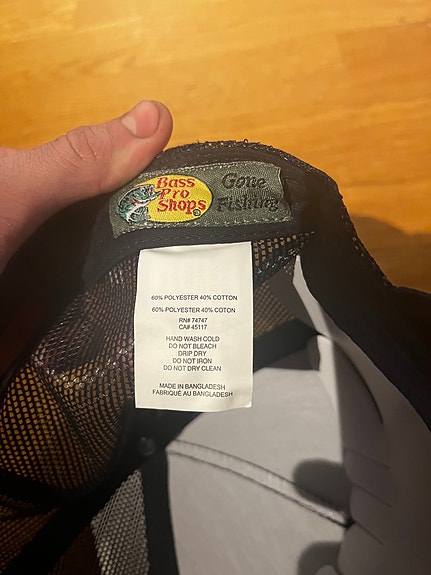 Bass
Pro
Shops
Gone
Fishing
60% POLYESTER 40% COTTON
60% POLYESTER 40% COTON
RN# 74747
CA# 45117
HAND WASH COLD
DO NOT BLEACH
DRIP DRY
DO NOT IRON
DO NOT DRY CLEAN
MADE IN BANGLADESH
FABRIQUÉ AU BANGLADESH